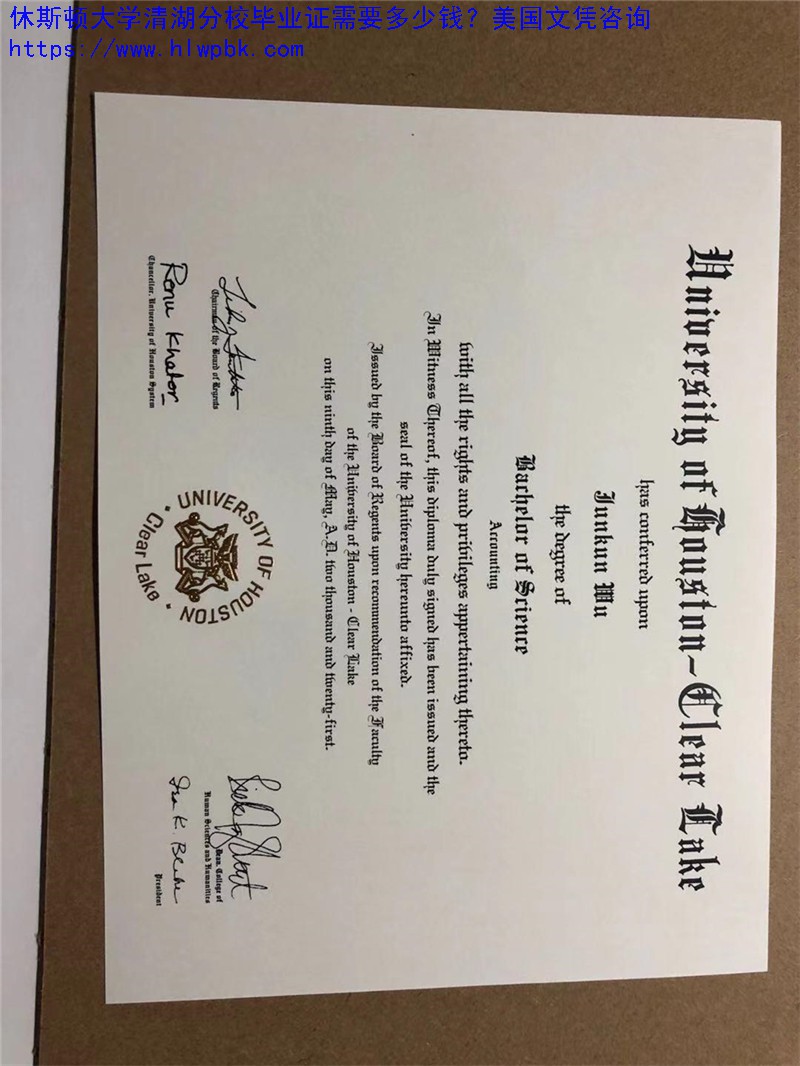 休斯顿大学清湖分校毕业证需要多少钱？美国文凭咨询
https://www.hlwpbk.com
University of Houston-Clear Lake
has conferred upon
Junkun Wu
the degree of
Bachelor of Science
Accounting
with all the rights and privileges appertaining thereto.
In Witness Thereof, this diploma duly signed has been issued and the
seal of the University hereunto affixed.
Issued by the Board of Regents upon recommendation of the Faculty
of the University of Houston - Clear Lake
on this ninth day of May, A.D. two thousand and twenty-first.
Chairman of the Board of Regents
Renu Khator
Chancellor, University of Houston System
UNIVERSITY OF HOUSTON
• Clear Lake •
Dean, College of
Human Sciences and Humanities
Ira K. Blake
President